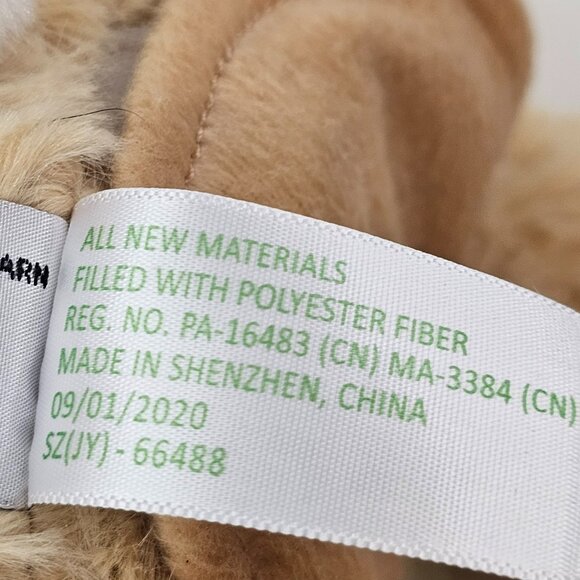 ARN
ALL NEW MATERIALS
FILLED WITH POLYESTER FIBER
REG. NO. PA-16483 (CN) MA-3384 (CN)
MADE IN SHENZHEN, CHINA
09/01/2020
SZ(JY) - 66488